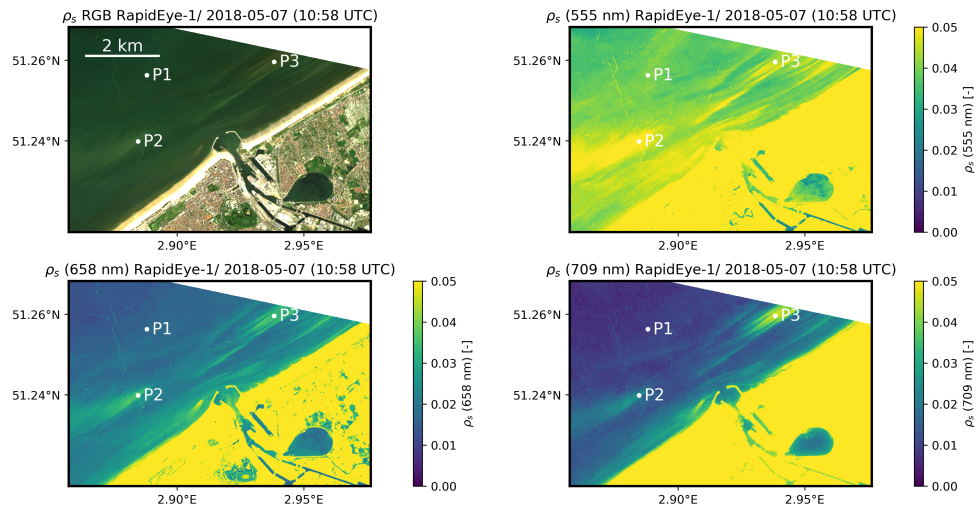 ρs RGB RapidEye-1/ 2018-05-07 (10:58 UTC)
2 km
P1
P3
P2
51.26°N
51.24°N
2.90°E
2.95°E
ρs (555 nm) RapidEye-1/ 2018-05-07 (10:58 UTC)
P1
P3
P2
51.26°N
51.24°N
2.90°E
2.95°E
0.05
0.04
0.03
0.02
0.01
0.00
ρs (555 nm) [-]
ρs (658 nm) RapidEye-1/ 2018-05-07 (10:58 UTC)
P1
P3
P2
51.26°N
51.24°N
2.90°E
2.95°E
0.05
0.04
0.03
0.02
0.01
0.00
ρs (658 nm) [-]
ρs (709 nm) RapidEye-1/ 2018-05-07 (10:58 UTC)
P1
P3
P2
51.26°N
51.24°N
2.90°E
2.95°E
0.05
0.04
0.03
0.02
0.01
0.00
ρs (709 nm) [-]